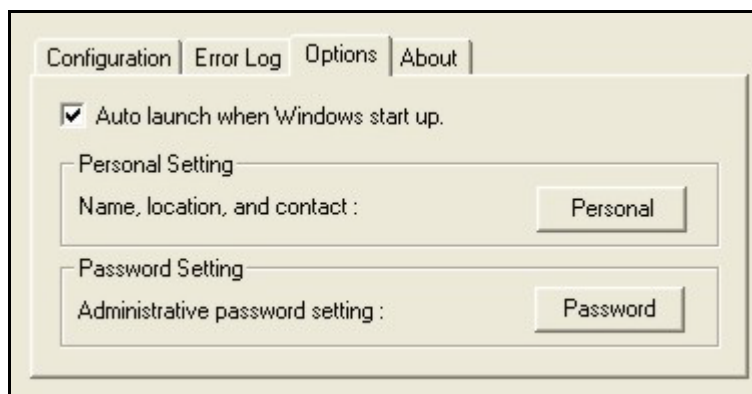 Configuration Error Log Options About
Auto launch when Windows start up.
Personal Setting
Name, location, and contact : Personal
Password Setting
Administrative password setting : Password